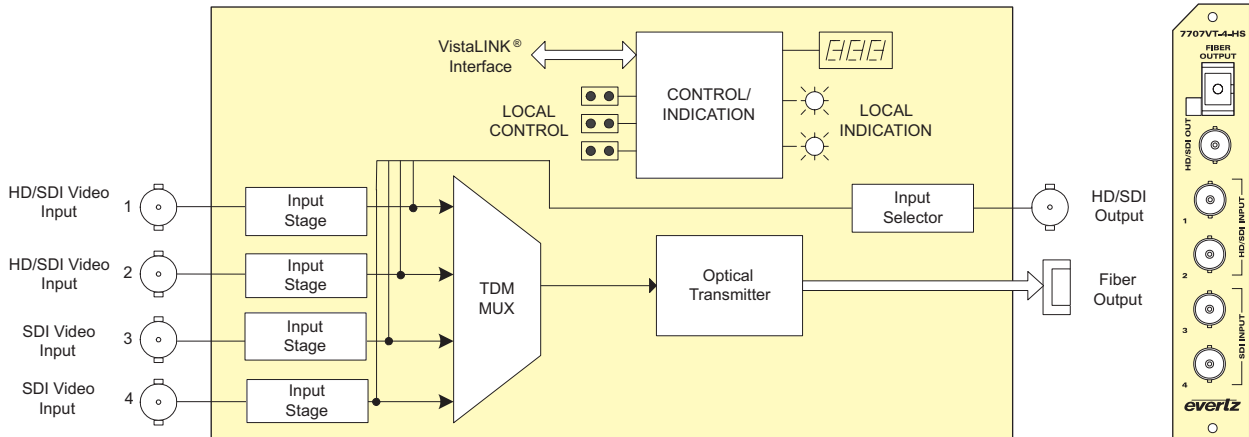 VistaLINK ®
Interface
LOCAL
CONTROL
CONTROL/
INDICATION
LOCAL
INDICATION
HD/SDI Video
Input
1
Input
Stage
HD/SDI Video
Input
2
Input
Stage
SDI Video
Input
3
Input
Stage
SDI Video
Input
4
Input
Stage
TDM
MUX
Optical
Transmitter
Input
Selector
HD/SDI
Output
Fiber
Output
7707VT-4-HS
FIBER
OUTPUT
HD/SDI OUT
1
2
HD/SDI INPUT
3
4
SDI INPUT
evertz